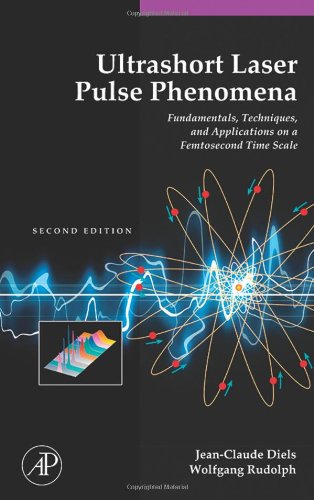 Ultrashort Laser
Pulse Phenomena
Fundamentals, Techniques,
and Applications on a
Femtosecond Time Scale
SECOND EDITION
Jean-Claude Diels
Wolfgang Rudolph
AP